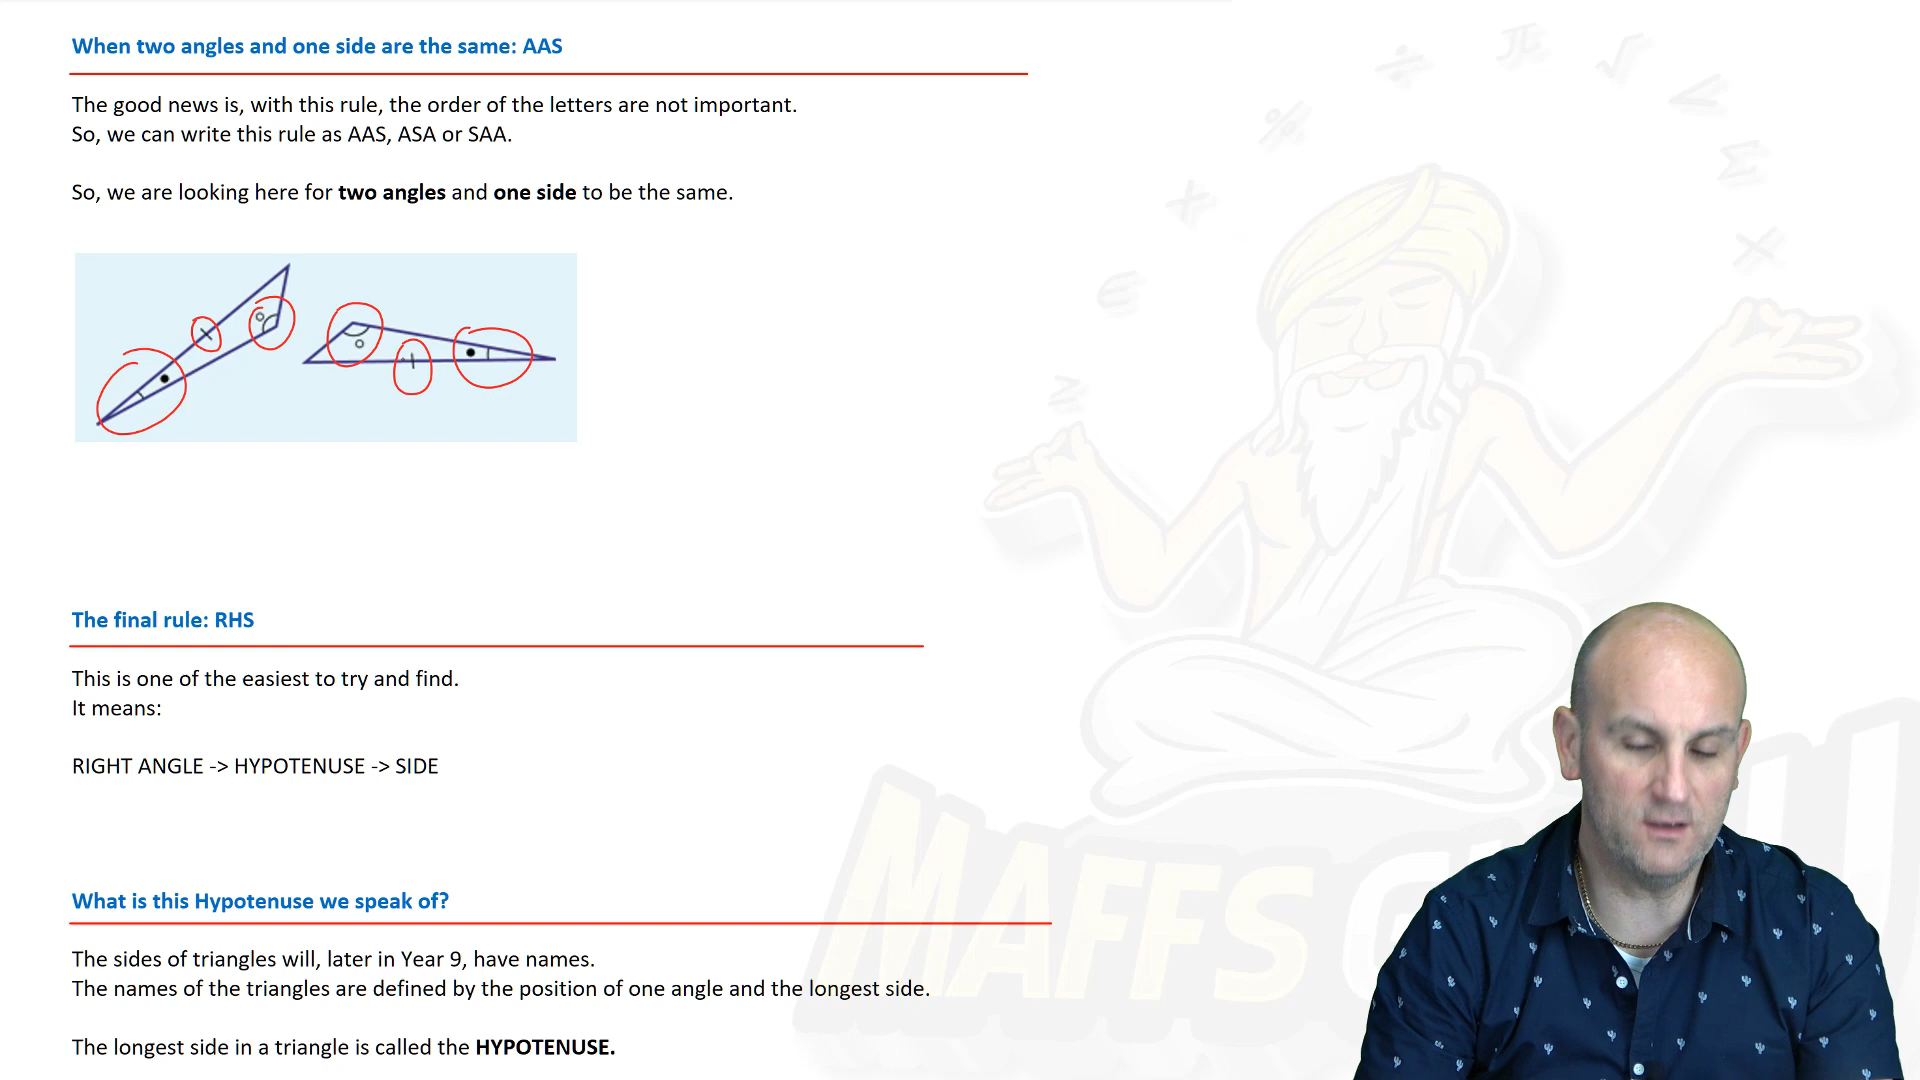 When two angles and one side are the same: AAS
The good news is, with this rule, the order of the letters are not important.
So, we can write this rule as AAS, ASA or SAA.
So, we are looking here for two angles and one side to be the same.
The final rule: RHS
This is one of the easiest to try and find.
It means:
RIGHT ANGLE -> HYPOTENUSE -> SIDE
What is this Hypotenuse we speak of?
The sides of triangles will, later in Year 9, have names.
The names of the triangles are defined by the position of one angle and the longest side.
The longest side in a triangle is called the HYPOTENUSE.
MAFFS